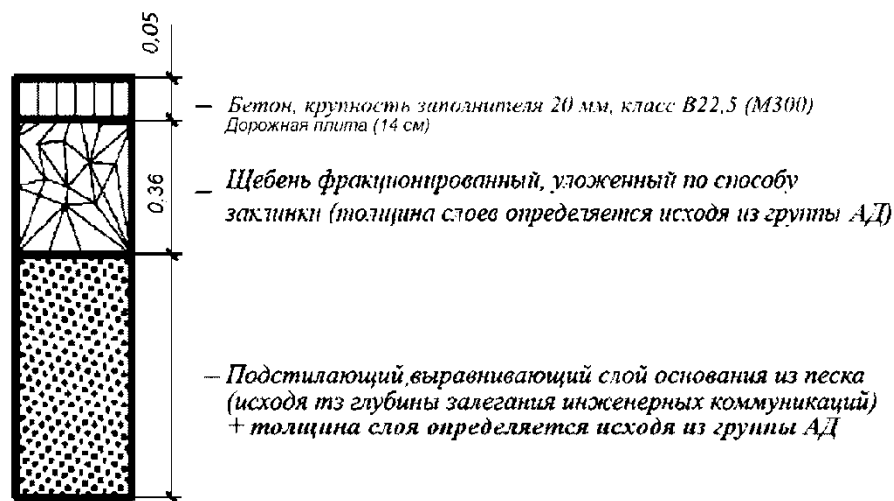 0,05
– Бетон, крупность заполнителя 20 мм, класс В22,5 (М300)
Дорожная плита (14 см)
0,36
– Щебень фракционированный, уложенный по способу
заклинки (толщина слоев определяется исходя из группы АД)
– Подстилающий,выравнивающий слой основания из песка
(исходя тз глубины залегания инженерных коммуникаций)
+ толщина слоя определяется исходя из группы АД